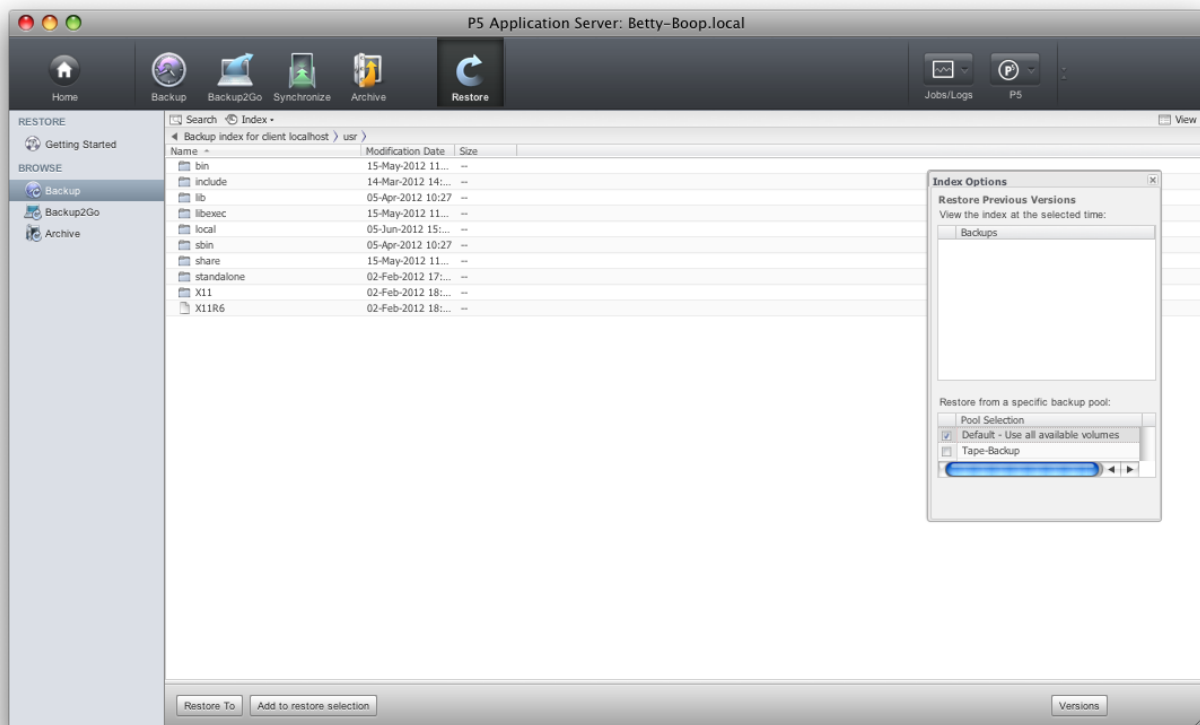 P5 Application Server: Betty-Boop.local
Home Backup Backup2Go Synchronize Archive Restore Jobs/Logs P5
RESTORE
Getting Started
BROWSE
Backup
Backup2Go
Archive
Search Index View
Backup index for client localhost usr
Name Modification Date Size
bin 15-May-2012 11... --
include 14-Mar-2012 14:... --
lib 05-Apr-2012 10:27 --
libexec 15-May-2012 11... --
local 05-Jun-2012 15:... --
sbin 05-Apr-2012 10:27 --
share 15-May-2012 11... --
standalone 02-Feb-2012 17:... --
X11 02-Feb-2012 18:... --
X11R6 02-Feb-2012 18:... --
Index Options
Restore Previous Versions
View the index at the selected time:
Backups
Restore from a specific backup pool:
Pool Selection
Default - Use all available volumes
Tape-Backup
Restore To Add to restore selection Versions